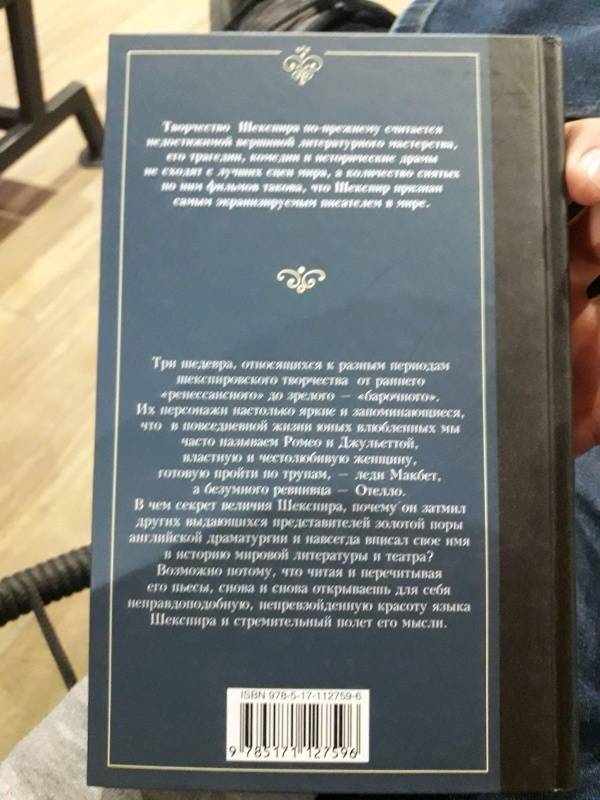 Творчество Шекспира по-прежнему считается
недостижимой вершиной литературного мастерства,
его трагедии, комедии и исторические драмы
не сходят с лучших сцен мира, а количество снятых
по ним фильмов такова, что Шекспир признан
самым экранизируемым писателем в мире.
Три шедевра, относящихся к разным периодам
шекспировского творчества от раннего
«ренессансного» до зрелого — «барочного».
Их персонажи настолько яркие и запоминающиеся,
что в повседневной жизни юных влюбленных мы
часто называем Ромео и Джульеттой,
властную и честолюбивую женщину,
готовую пройти по трупам, — леди Макбет,
а безумного ревнивца — Отелло.
В чем секрет величия Шекспира, почему он затмил
других выдающихся представителей золотой поры
английской драматургии и навсегда вписал свое имя
в историю мировой литературы и театра?
Возможно потому, что читая и перечитывая
его пьесы, снова и снова открываешь для себя
неправдоподобную, непревзойденную красоту языка
Шекспира и стремительный полет его мысли.
ISBN 978-5-17-112759-6
9 785171 127596